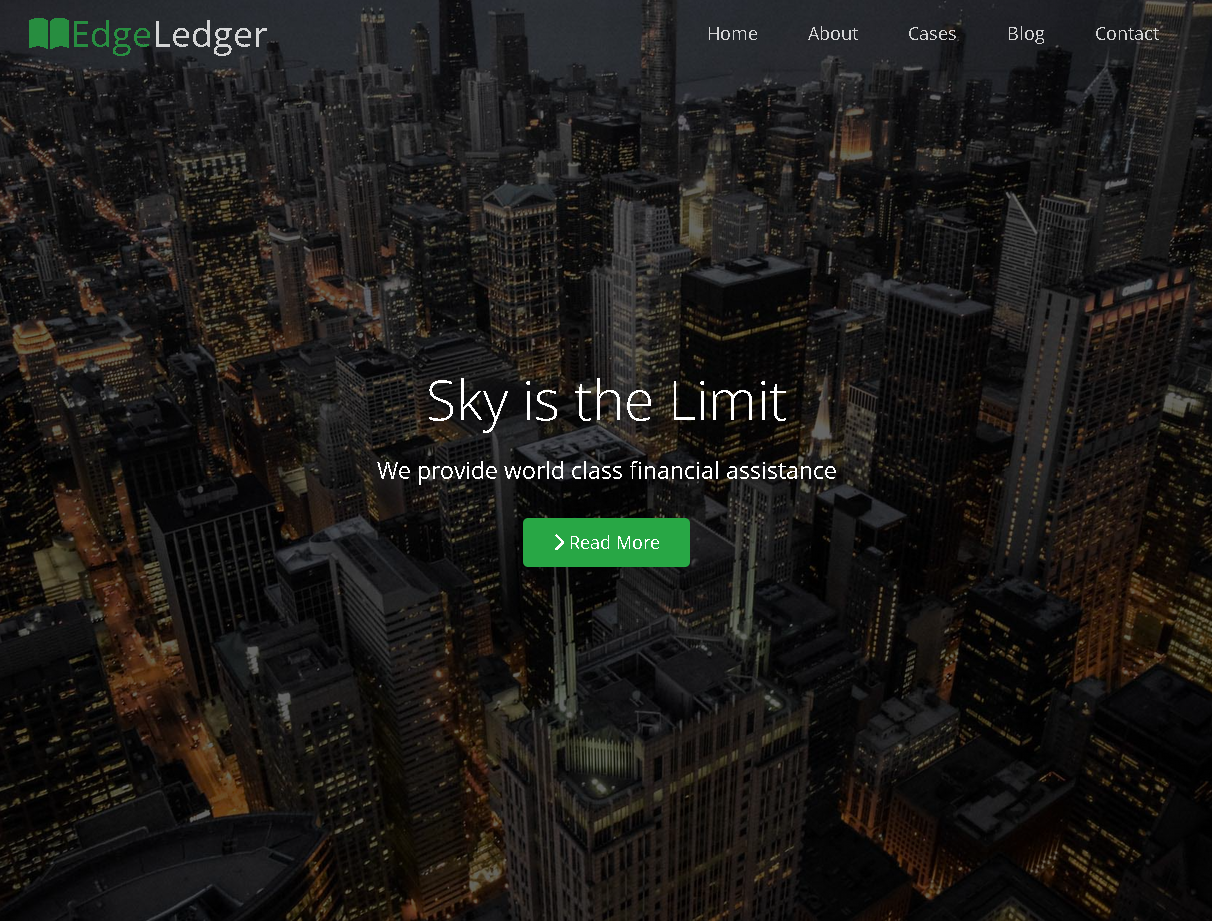 EdgeLedger
Home About Cases Blog Contact
Sky is the Limit
We provide world class financial assistance
Read More